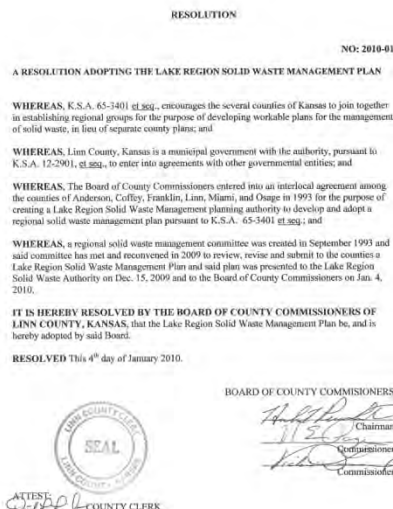 RESOLUTION
NO: 2010-01
A RESOLUTION ADOPTING THE LAKE REGION SOLID WASTE MANAGEMENT PLAN
WHEREAS, K.S.A. 65-3401 et seq., encourages the several counties of Kansas to join together
in establishing regional groups for the purpose of developing workable plans for the management
of solid waste, in lieu of separate county plans; and
WHEREAS, Linn County, Kansas is a municipal government with the authority, pursuant to
K.S.A. 12-2901, et seq., to enter into agreements with other governmental entities; and
WHEREAS, The Board of County Commissioners entered into an interlocal agreement among
the counties of Anderson, Coffey, Franklin, Linn, Miami, and Osage in 1993 for the purpose of
creating a Lake Region Solid Waste Management planning authority to develop and adopt a
regional solid waste management plan pursuant to K.S.A. 65-3401 et seq.; and
WHEREAS, a regional solid waste management committee was created in September 1993 and
said committee has met and reconvened in 2009 to review, revise and submit to the counties a
Lake Region Solid Waste Management Plan and said plan was presented to the Lake Region
Solid Waste Authority on Dec. 15, 2009 and to the Board of County Commissioners on Jan. 4,
2010.
IT IS HEREBY RESOLVED BY THE BOARD OF COUNTY COMMISSIONERS OF
LINN COUNTY, KANSAS, that the Lake Region Solid Waste Management Plan be, and is
hereby adopted by said Board.
RESOLVED This 4th day of January 2010.
BOARD OF COUNTY COMMISIONERS
Chairman
Commissioner
Commissioner
LINN COUNTY CLERK
SEAL
LINN COUNTY, KANSAS
ATTEST:
COUNTY CLERK